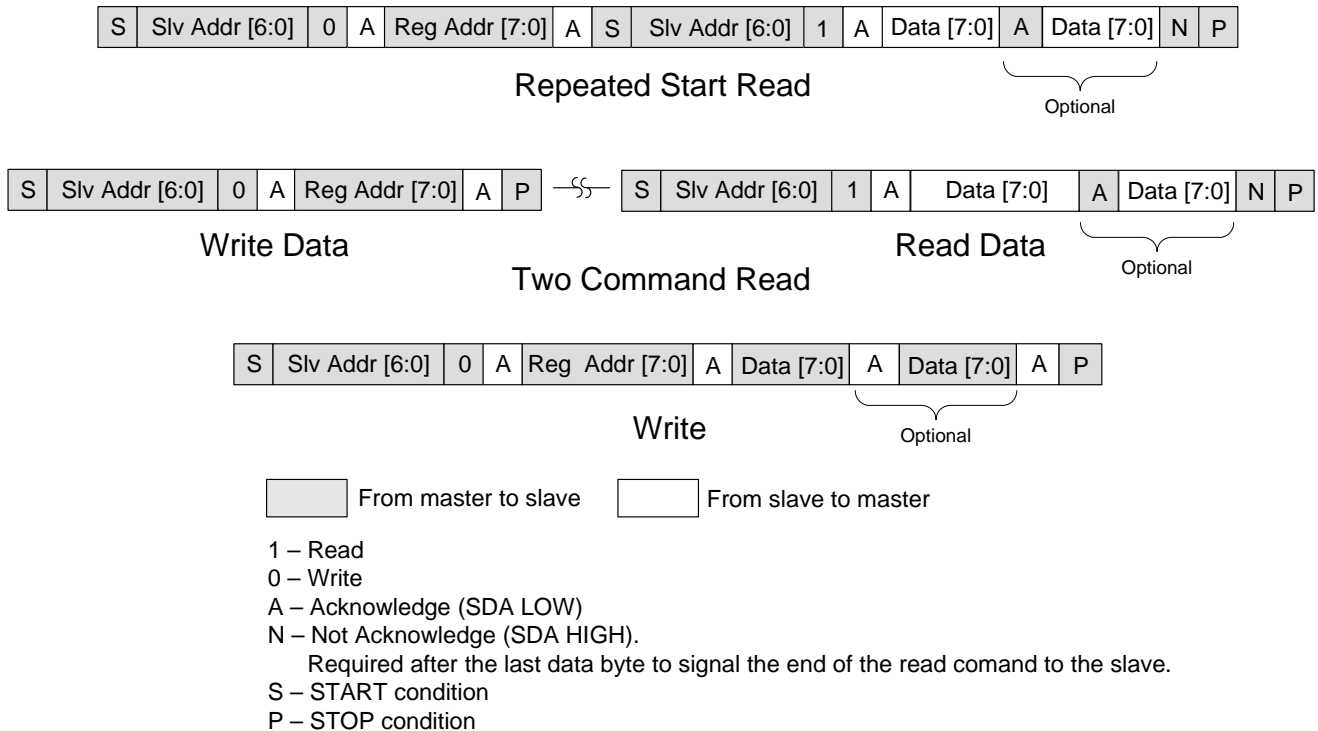 S Slv Addr [6:0] 0 A Reg Addr [7:0] A S Slv Addr [6:0] 1 A Data [7:0] A Data [7:0] N P
Repeated Start Read
Optional
S Slv Addr [6:0] 0 A Reg Addr [7:0] A P S Slv Addr [6:0] 1 A Data [7:0] A Data [7:0] N P
Write Data Read Data
Optional
Two Command Read
S Slv Addr [6:0] 0 A Reg Addr [7:0] A Data [7:0] A Data [7:0] A P
Write
Optional
From master to slave From slave to master
1 – Read
0 – Write
A – Acknowledge (SDA LOW)
N – Not Acknowledge (SDA HIGH).
Required after the last data byte to signal the end of the read comand to the slave.
S – START condition
P – STOP condition